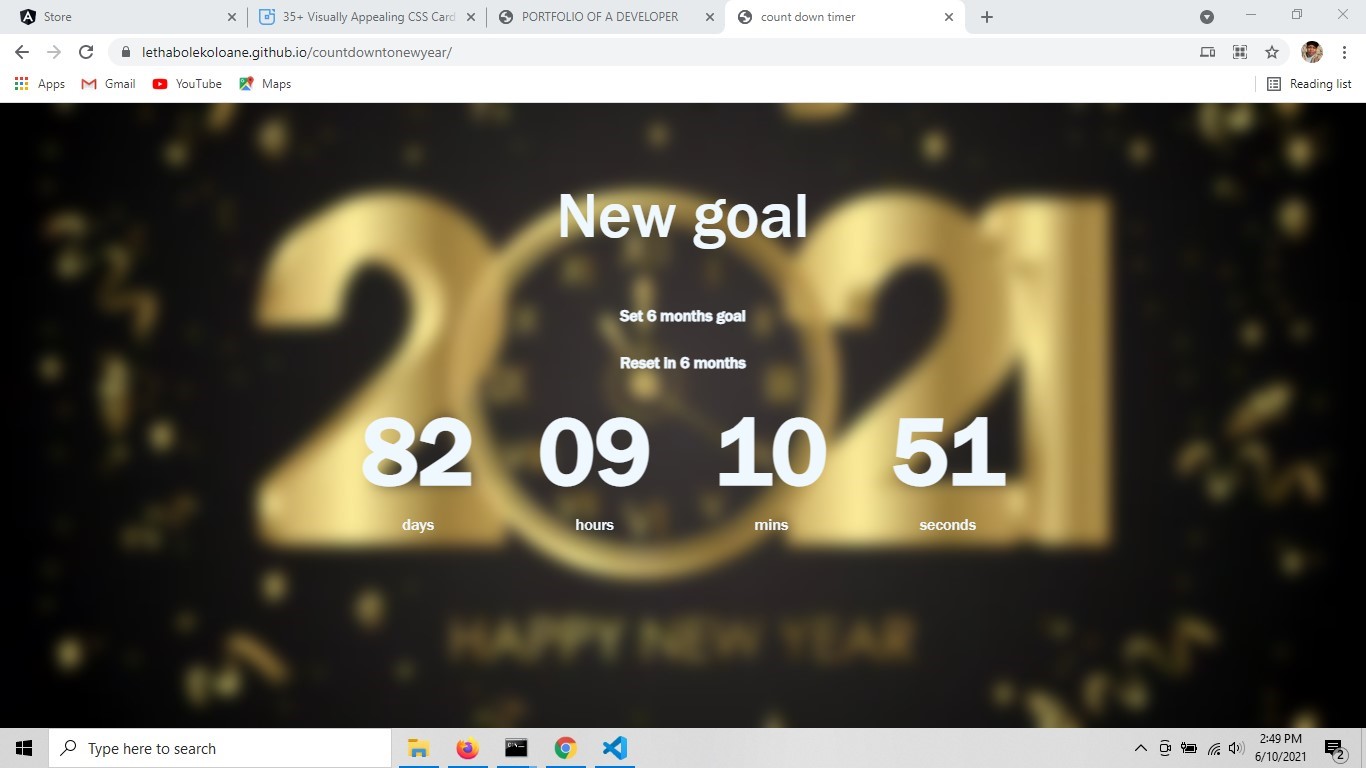 Store
35+ Visually Appealing CSS Card
PORTFOLIO OF A DEVELOPER
count down timer
lethabolekoloane.github.io/countdowntonewyear/
Apps
Gmail
YouTube
Maps
Reading list
2021
New goal
Set 6 months goal
Reset in 6 months
82 09 10 51
days hours mins seconds
HAPPY NEW YEAR
Type here to search
2:49 PM
6/10/2021
2